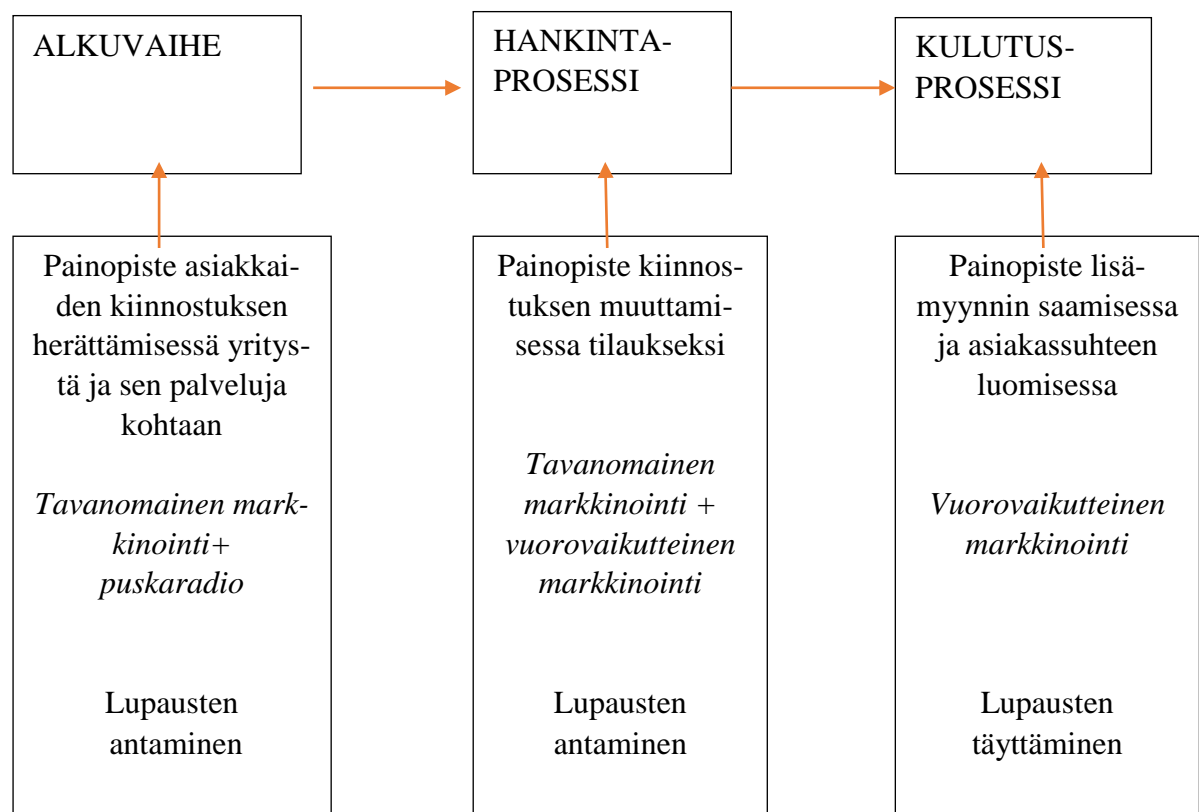 ALKUVAIHE
HANKINTA-
PROSESSI
KULUTUS-
PROSESSI
Painopiste asiakkai-
den kiinnostuksen
herättämisessä yritys-
tä ja sen palveluja
kohtaan
Tavanomainen mark-
kinointi+
puskaradio
Lupausten
antaminen
Painopiste kiinnos-
tuksen muuttami-
sessa tilaukseksi
Tavanomainen
markkinointi +
vuorovaikutteinen
markkinointi
Lupausten
antaminen
Painopiste lisä-
myynnin saamisessa
ja asiakassuhteen
luomisessa
Vuorovaikutteinen
markkinointi
Lupausten
täyttäminen